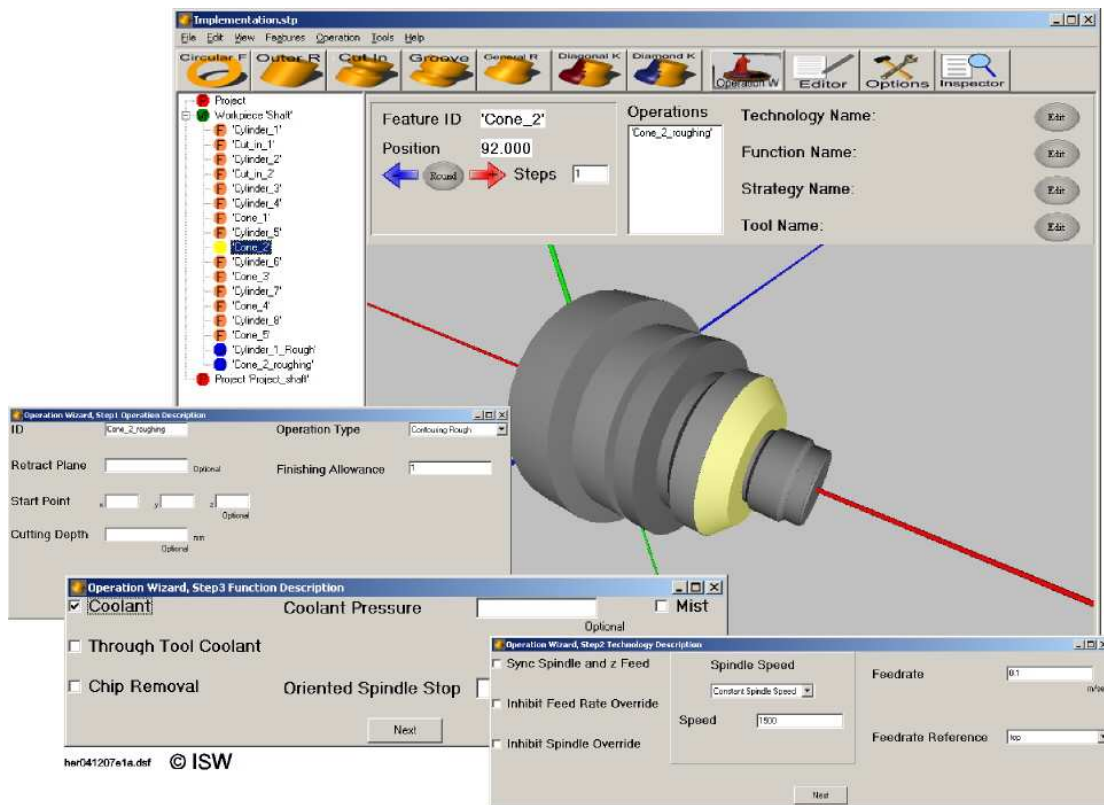 Implementation.stp
File Edit View Features Operation Tools Help
Circular F Outer R Cut In Groove General R Diagonal K Diamond K Operation W Editor Options Inspector
Project
Workpiece 'Shaft'
'Cylinder_1'
'Cut_in_1'
'Cylinder_2'
'Cut_in_2'
'Cylinder_3'
'Cylinder_4'
'Cone_1'
'Cylinder_5'
'Cone_2'
'Cylinder_6'
'Cone_3'
'Cylinder_7'
'Cone_4'
'Cylinder_8'
'Cone_5'
'Cylinder_1_Rough'
'Cone_2_roughing'
Project 'Project_shaft'
Feature ID 'Cone_2'
Position 92.000
Round Steps 1
Operations
'Cone_2_roughing'
Technology Name: Edit
Function Name: Edit
Strategy Name: Edit
Tool Name: Edit
Operation Wizard, Step1 Operation Description
ID Cone_2_roughing Operation Type Contouring Rough
Retract Plane Optional Finishing Allowance 1
Start Point x y z
Optional
Cutting Depth mm
Optional
Operation Wizard, Step3 Function Description
Coolant Coolant Pressure Mist
Optional
Through Tool Coolant
Chip Removal Oriented Spindle Stop
Next
Operation Wizard, Step2 Technology Description
Sync Spindle and z Feed Spindle Speed Feedrate 0.1
m/se
Constant Spindle Speed
Inhibit Feed Rate Override
Speed 1500
Inhibit Spindle Override Feedrate Reference tcp
Next
her041207e1a.dsf © ISW